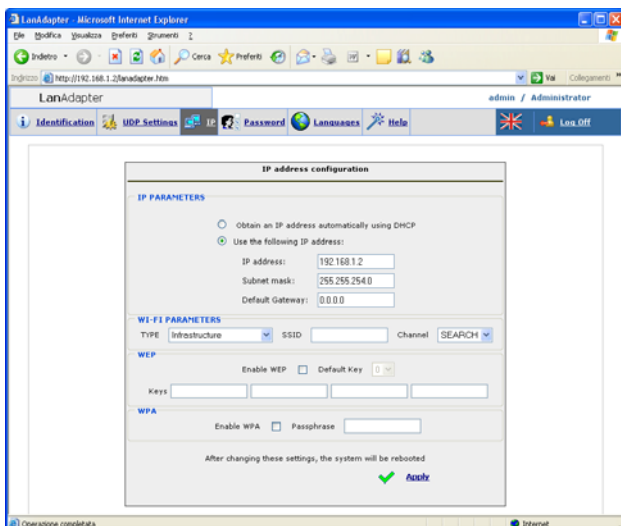 LanAdapter - Microsoft Internet Explorer
File Modifica Visualizza Preferiti Strumenti ?
Indietro Cerca Preferiti
Indirizzo http://192.168.1.2/lanadapter.htm Vai Collegamenti »
LanAdapter admin / Administrator
Identification UDP Settings IP Password Languages Help Log Off
IP address configuration
IP PARAMETERS
Obtain an IP address automatically using DHCP
Use the following IP address:
IP address: 192.168.1.2
Subnet mask: 255.255.254.0
Default Gateway: 0.0.0.0
WI-FI PARAMETERS
TYPE Infrastructure SSID Channel SEARCH
WEP
Enable WEP Default Key 0
Keys
WPA
Enable WPA Passphrase
After changing these settings, the system will be rebooted
Apply
Operazione completata Internet